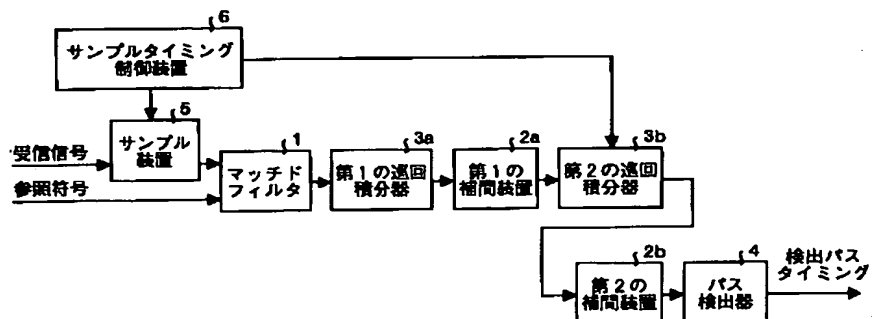 6
サンプルタイミング
制御装置
5
サンプル
装置
受信信号
参照符号
1
マッチド
フィルタ
3a
第1の巡回
積分器
2a
第1の
補間装置
3b
第2の巡回
積分器
2b
第2の
補間装置
4
パス
検出器
検出パス
タイミング